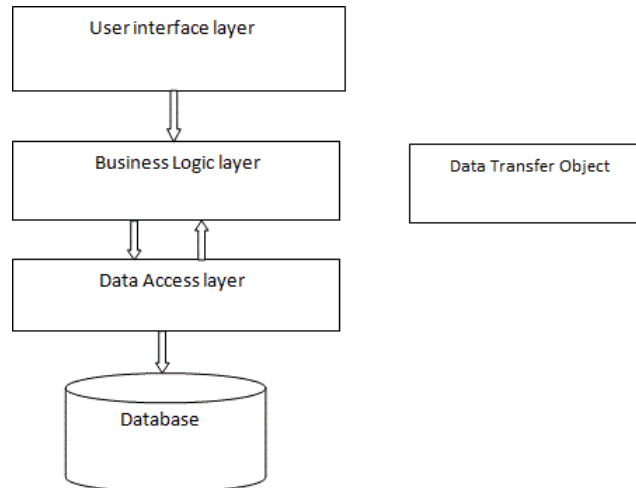 User interface layer
Business Logic layer
Data Transfer Object
Data Access layer
Database